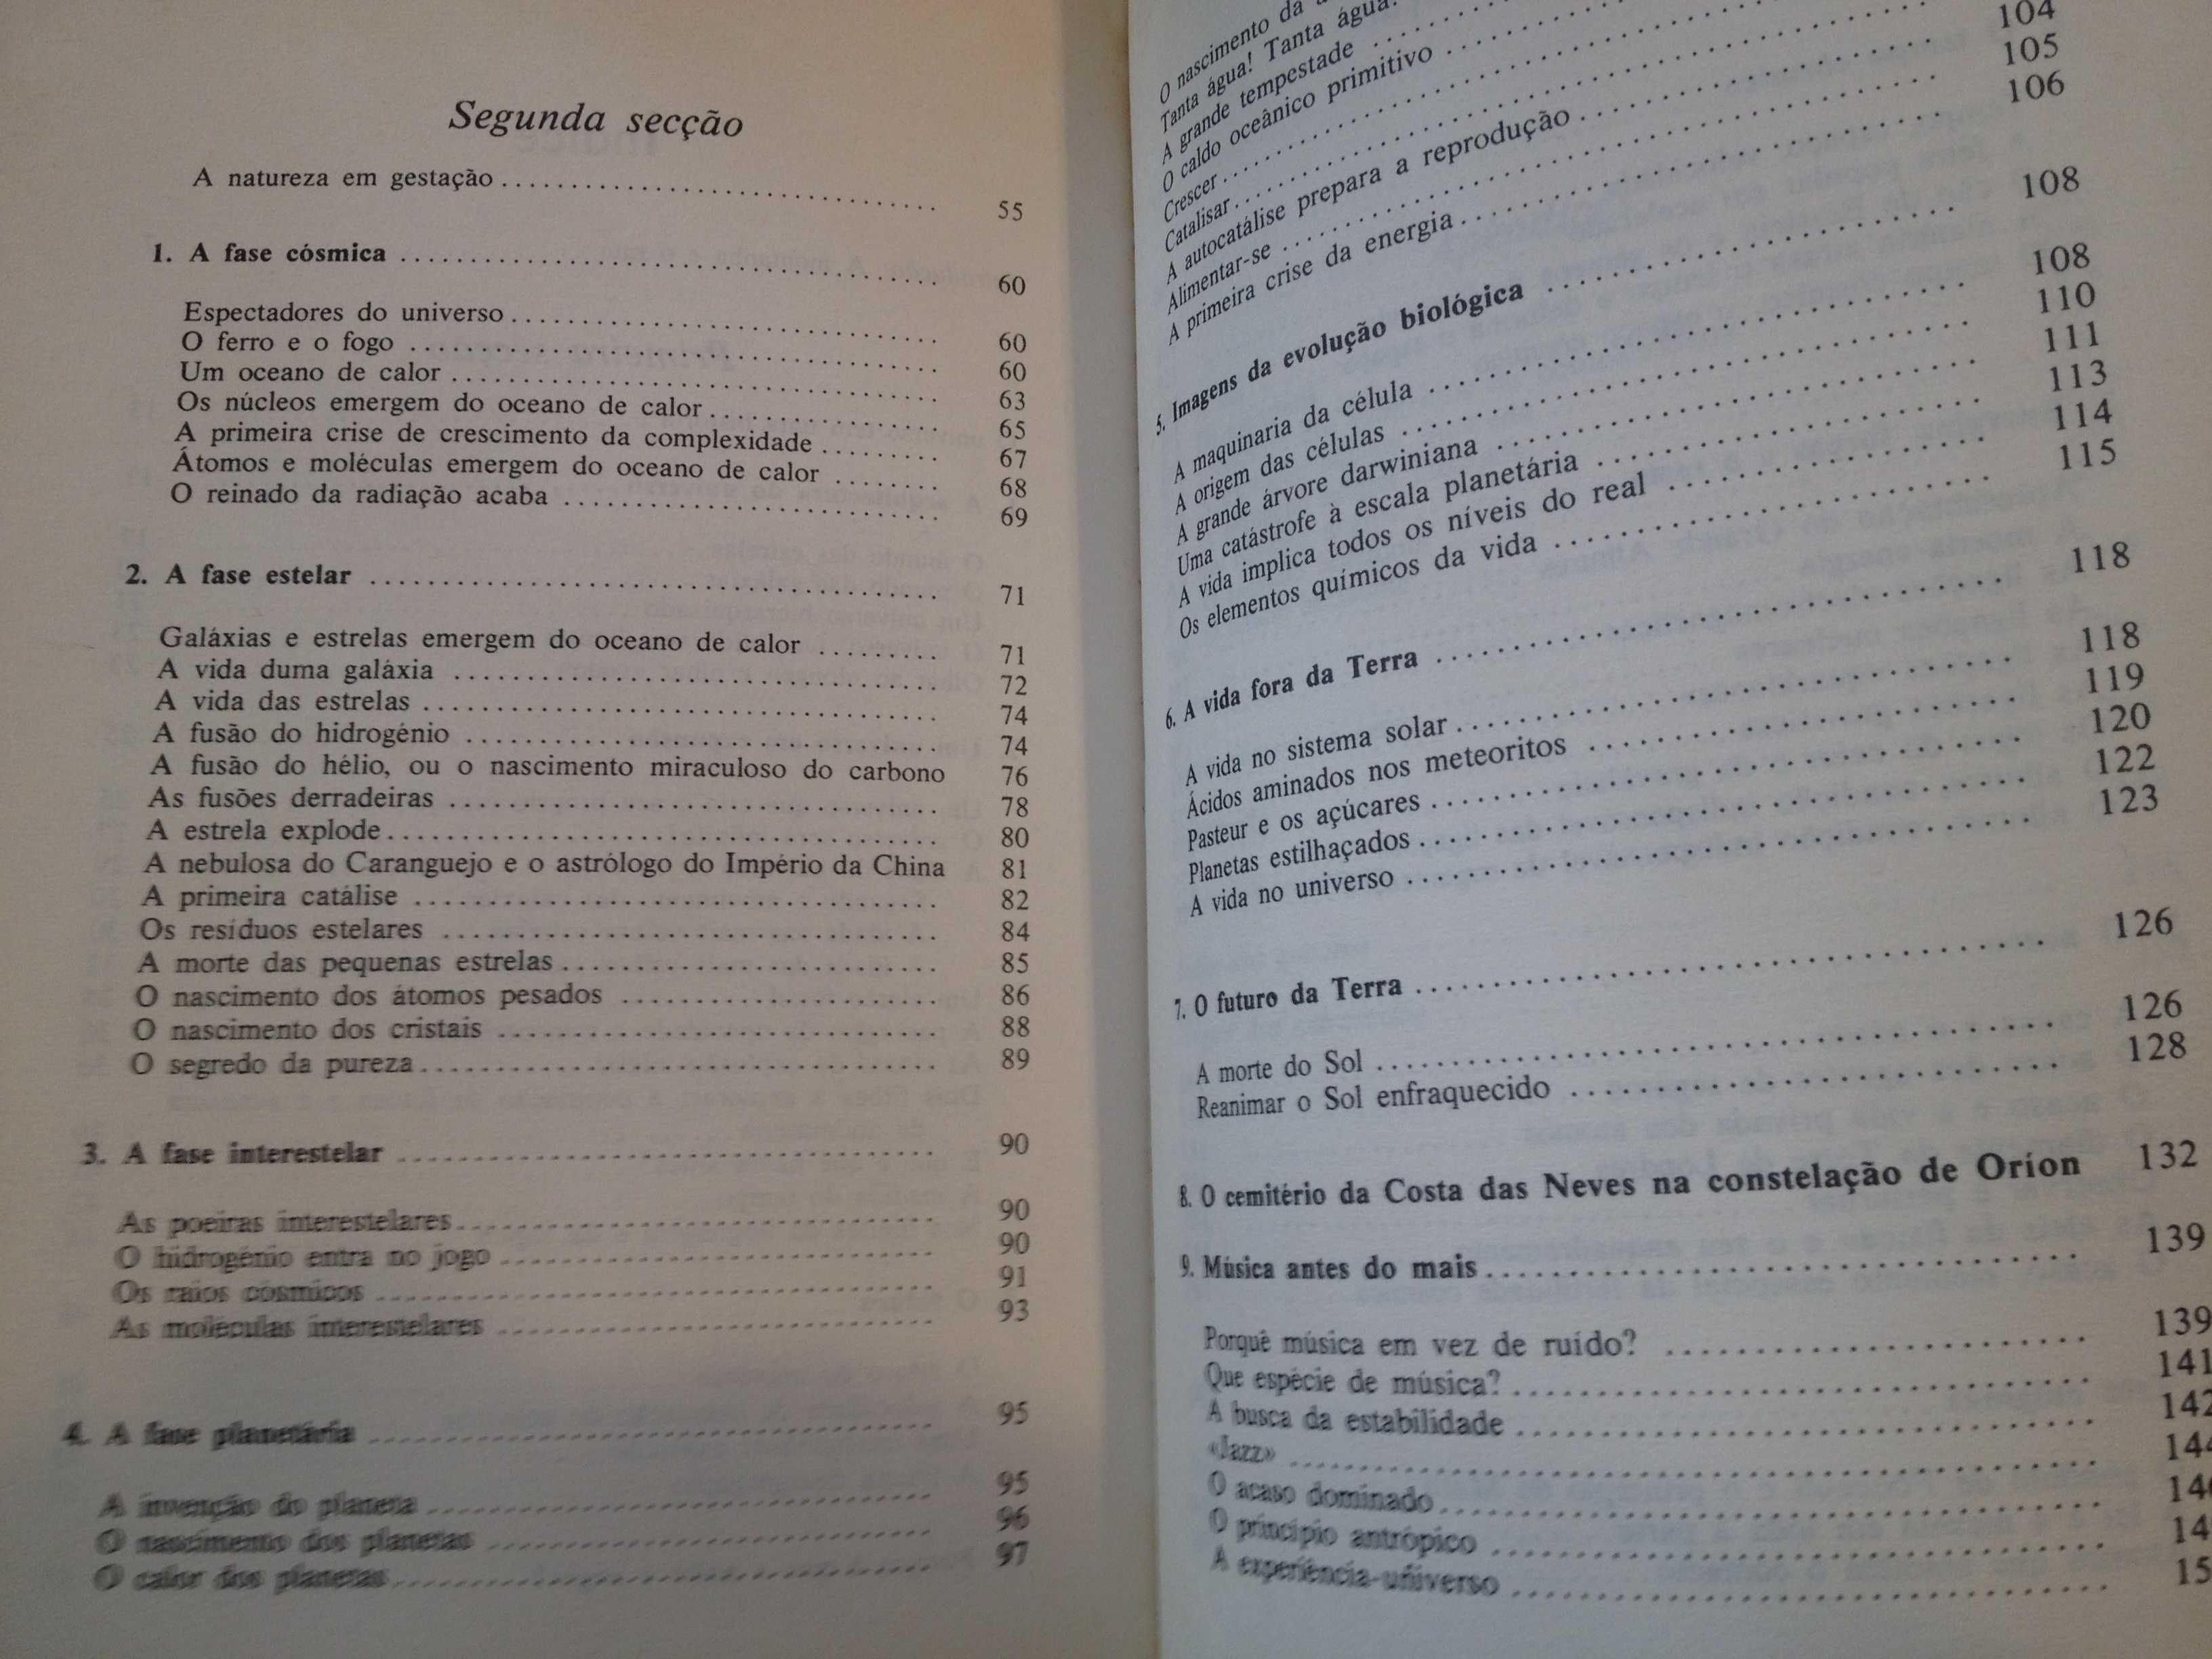 Segunda secção
A natureza em gestação ........ 55
1. A fase cósmica ........ 60
Espectadores do universo ........ 60
O ferro e o fogo ........ 60
Um oceano de calor ........ 63
Os núcleos emergem do oceano de calor ........ 65
A primeira crise de crescimento da complexidade ........ 67
Átomos e moléculas emergem do oceano de calor ........ 68
O reinado da radiação acaba ........ 69
2. A fase estelar ........ 71
Galáxias e estrelas emergem do oceano de calor ........ 71
A vida duma galáxia ........ 72
A vida das estrelas ........ 74
A fusão do hidrogénio ........ 74
A fusão do hélio, ou o nascimento miraculoso do carbono 76
As fusões derradeiras ........ 78
A estrela explode ........ 80
A nebulosa do Caranguejo e o astrólogo do Império da China 81
A primeira catálise ........ 82
Os resíduos estelares ........ 84
A morte das pequenas estrelas ........ 85
O nascimento dos átomos pesados ........ 86
O nascimento dos cristais ........ 88
O segredo da pureza ........ 89
3. A fase interestelar ........ 90
As poeiras interestelares ........ 90
O hidrogénio entra no jogo ........ 90
Os raios cósmicos ........ 91
As moléculas interestelares ........ 93
4. A fase planetária ........ 95
A invenção do planeta ........ 95
O nascimento dos planetas ........ 96
O calor dos planetas ........ 97
O nascimento da
Tanta água! Tanta água!
A grande tempestade ........
O caldo oceânico primitivo ........
Crescer ........
Catalisar ........
A autocatálise prepara a reprodução ........ 104
Alimentar-se ........ 105
A primeira crise da energia ........ 106
5. Imagens da evolução biológica ........ 108
A maquinaria da célula ........ 108
A origem das células ........ 110
A grande árvore darwiniana ........ 111
Uma catástrofe à escala planetária ........ 113
A vida implica todos os níveis do real ........ 114
Os elementos químicos da vida ........ 115
6. A vida fora da Terra ........ 118
A vida no sistema solar ........ 118
Ácidos aminados nos meteoritos ........ 119
Pasteur e os açúcares ........ 120
Planetas estilhaçados ........ 122
A vida no universo ........ 123
7. O futuro da Terra ........ 126
A morte do Sol ........ 126
Reanimar o Sol enfraquecido ........ 128
8. O cemitério da Costa das Neves na constelação de Oríon 132
9. Música antes do mais ........ 139
Porquê música em vez de ruído? ........ 139
Que espécie de música? ........ 141
A busca da estabilidade ........ 142
«Jazz» ........ 144
O acaso dominado ........
O princípio antrópico ........
A experiência-universo ........